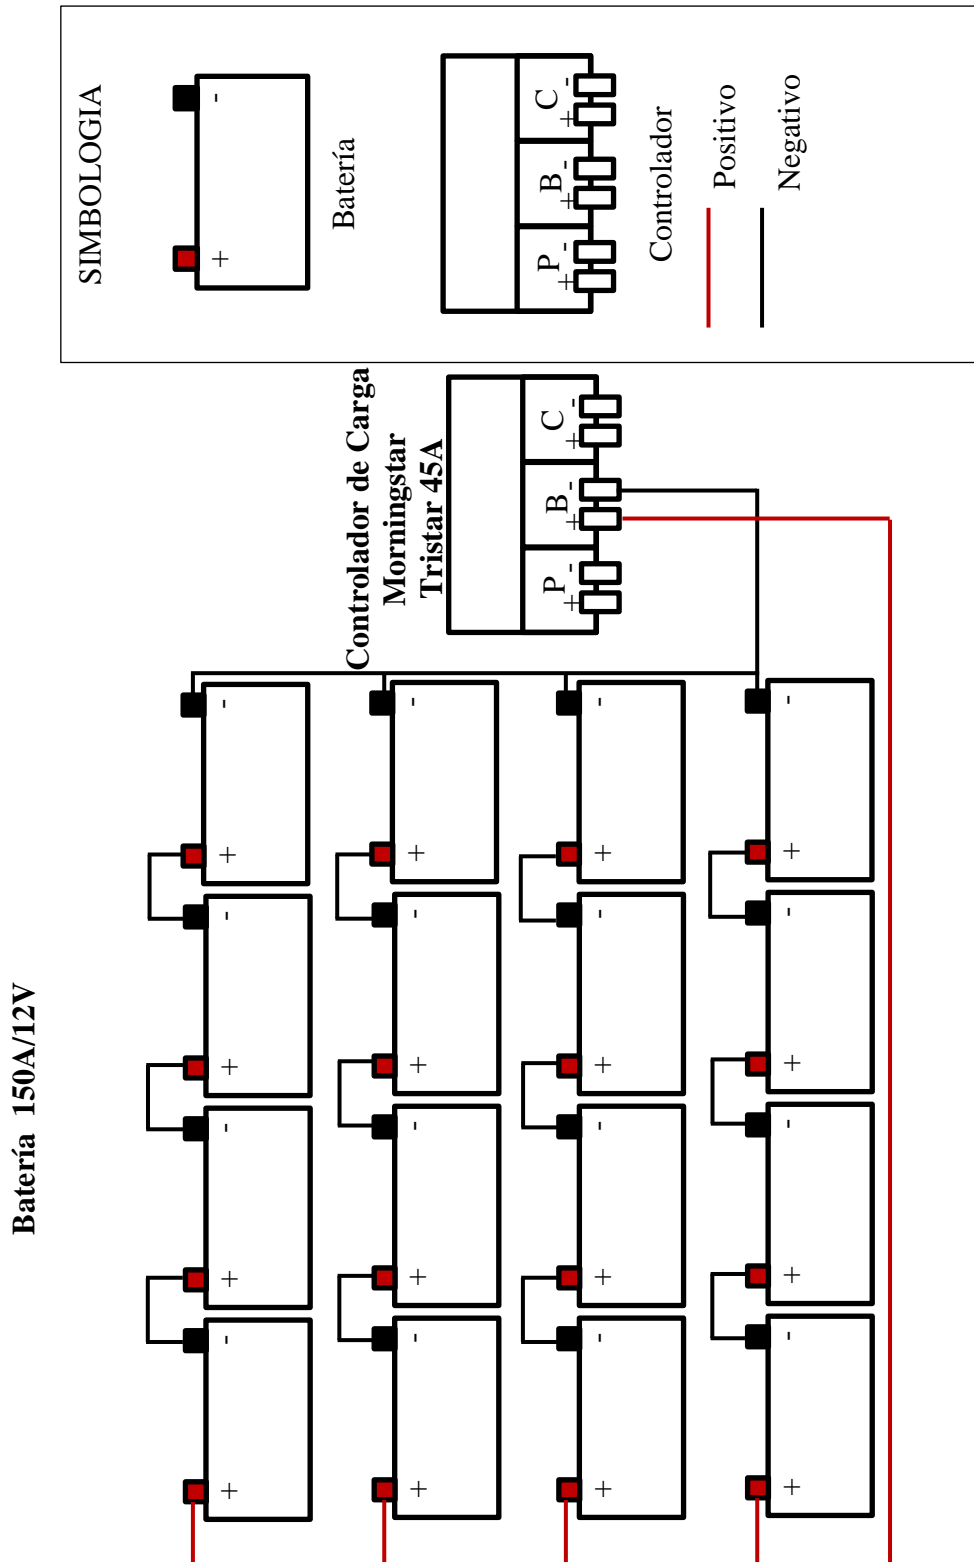 Batería 150A/12V
+ - + - + - + -
+ - + - + - + -
+ - + - + - + -
+ - + - + - + -
Controlador de Carga
Morningstar
Tristar 45A
P B C
+ - + - + -
SIMBOLOGIA
+ -
Batería
P B C
+ - + - + -
Controlador
Positivo
Negativo